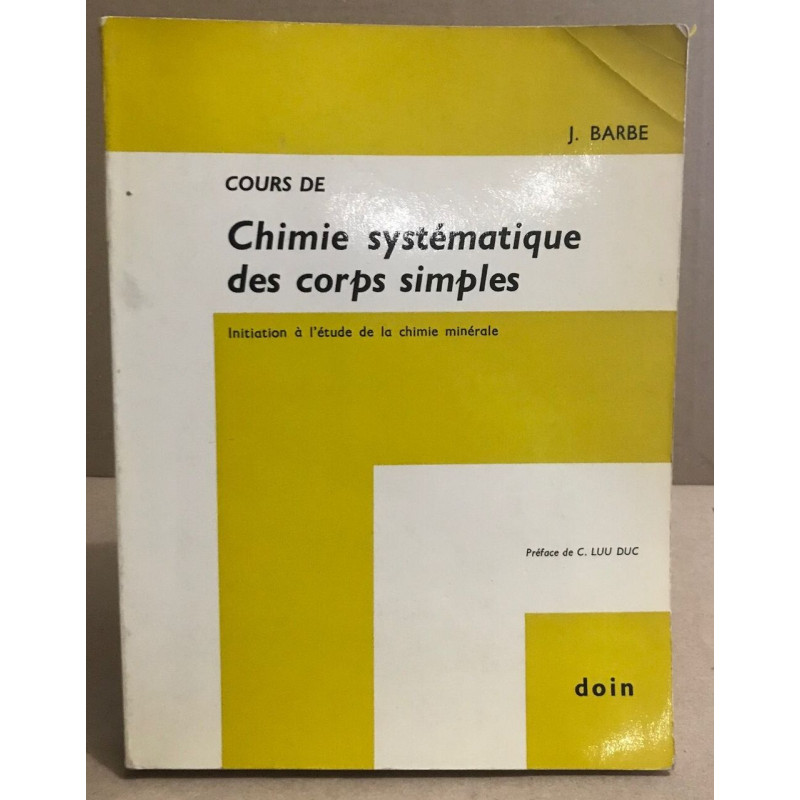 J. BARBE
COURS DE
Chimie systématique
des corps simples
Initiation à l'étude de la chimie minérale
Préface de C. LUU DUC
doin